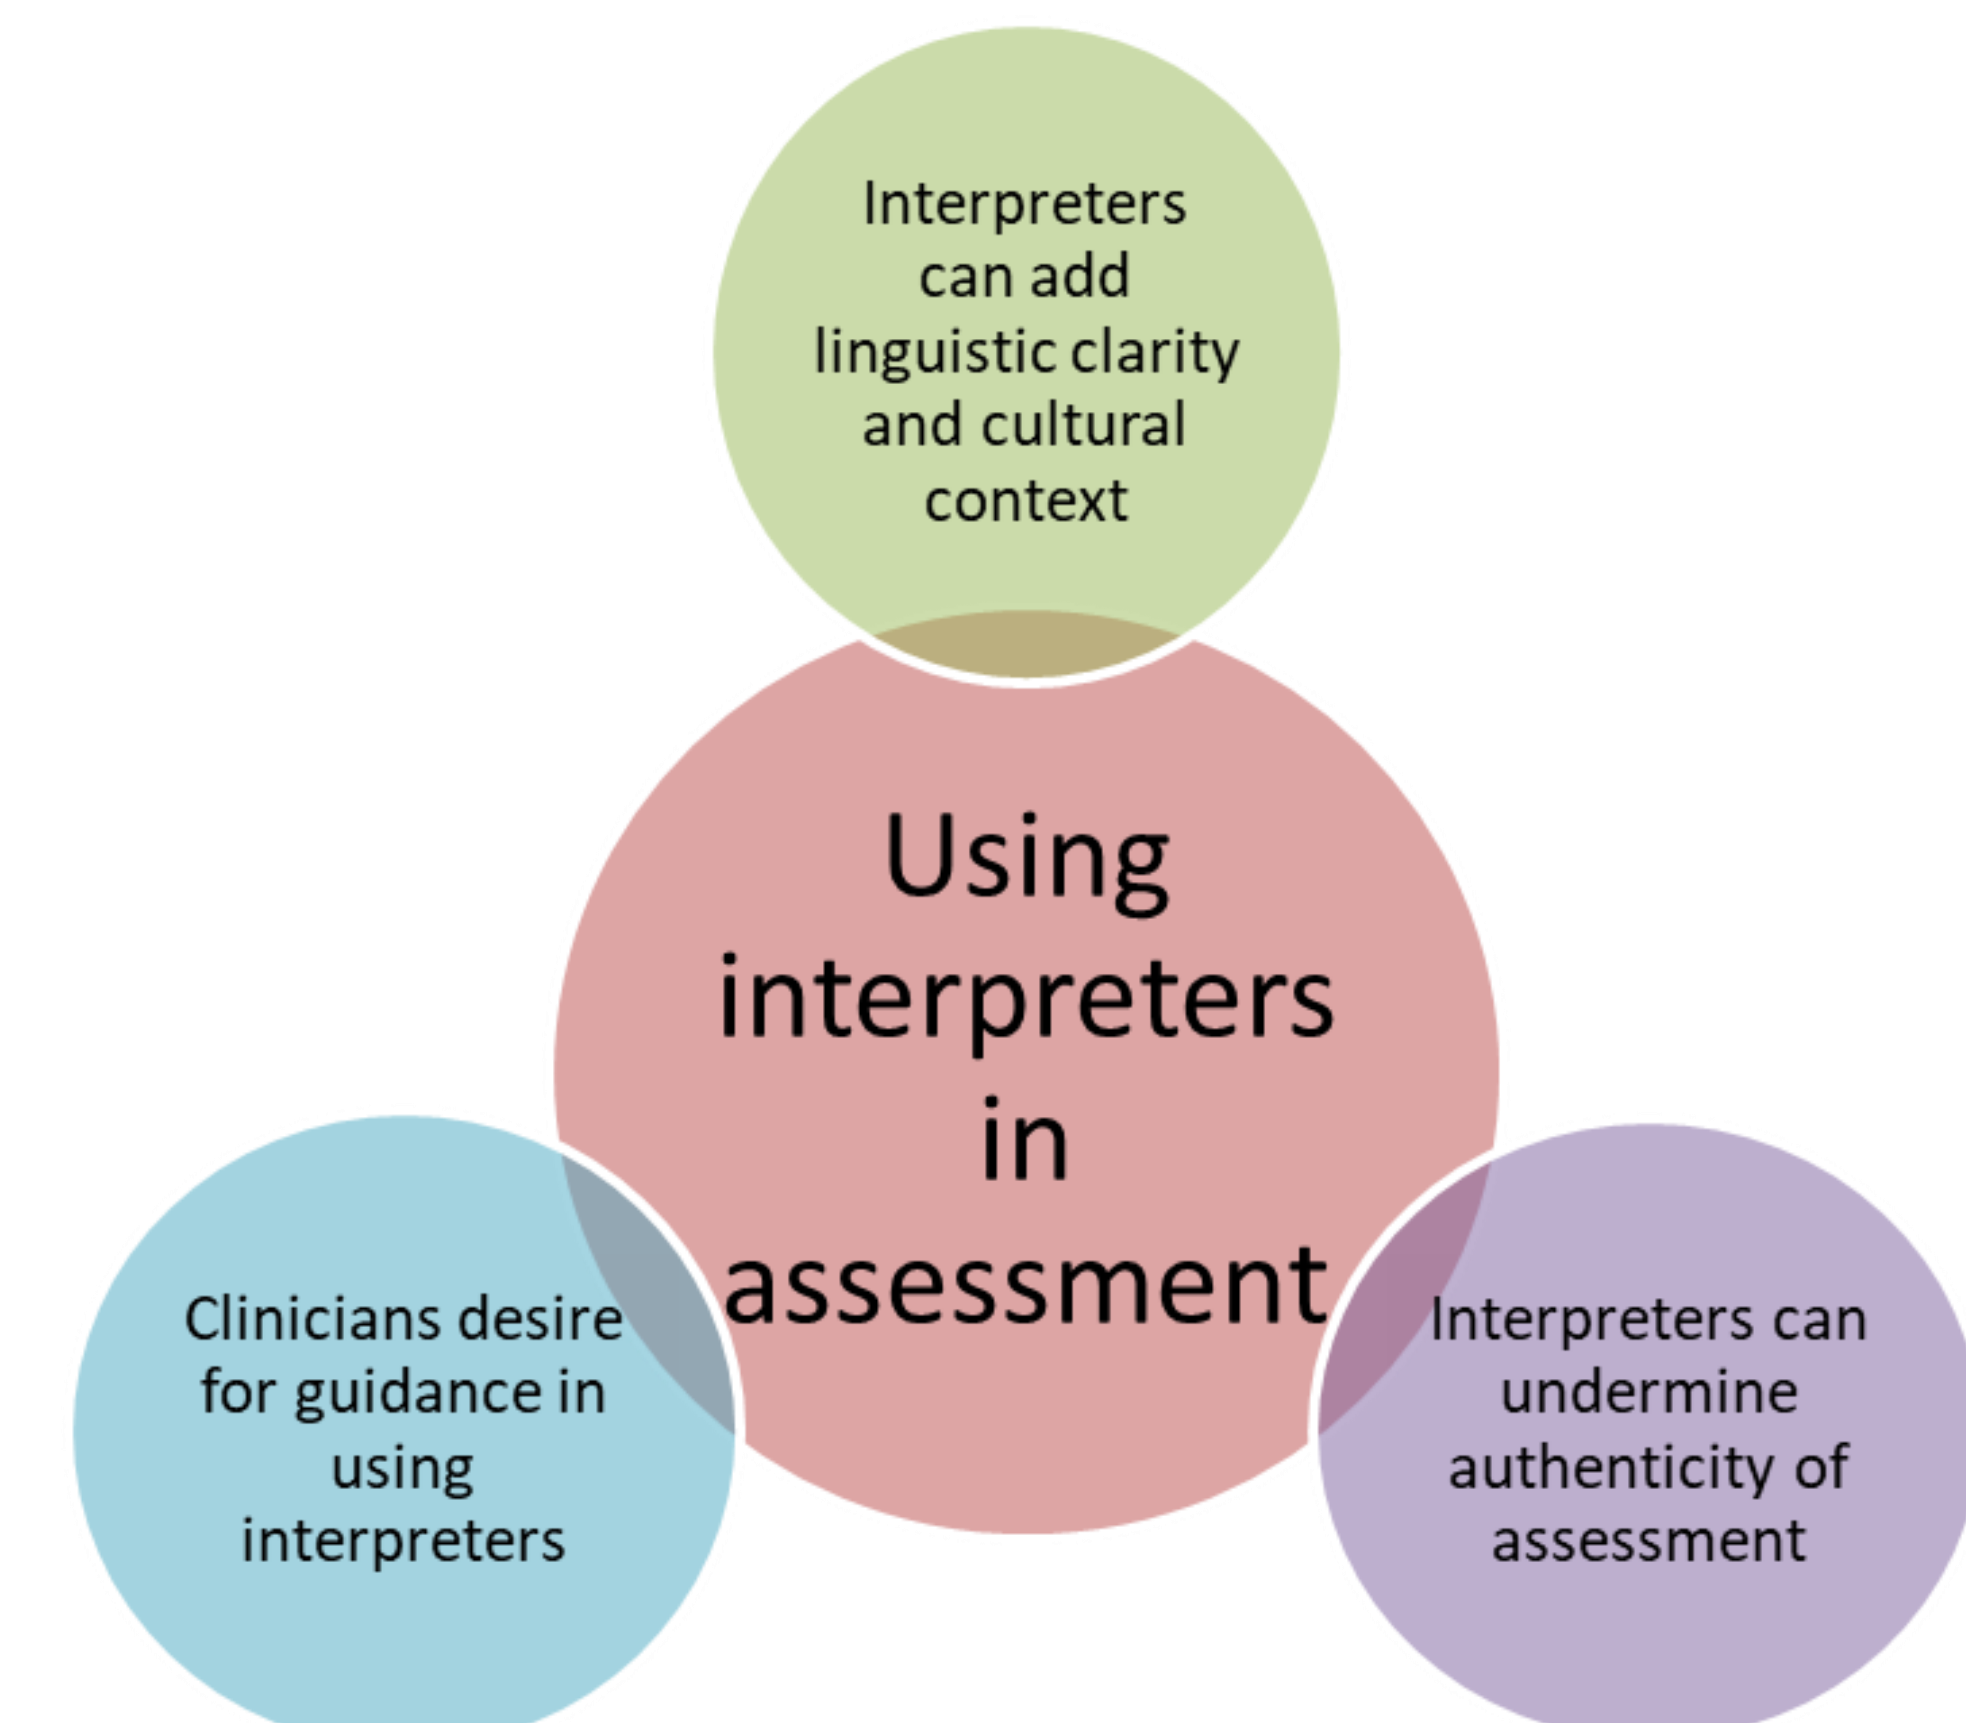 Interpreters
can add
linguistic clarity
and cultural
context
Using
interpreters
in
assessment
Clinicians desire
for guidance in
using
interpreters
Interpreters can
undermine
authenticity of
assessment